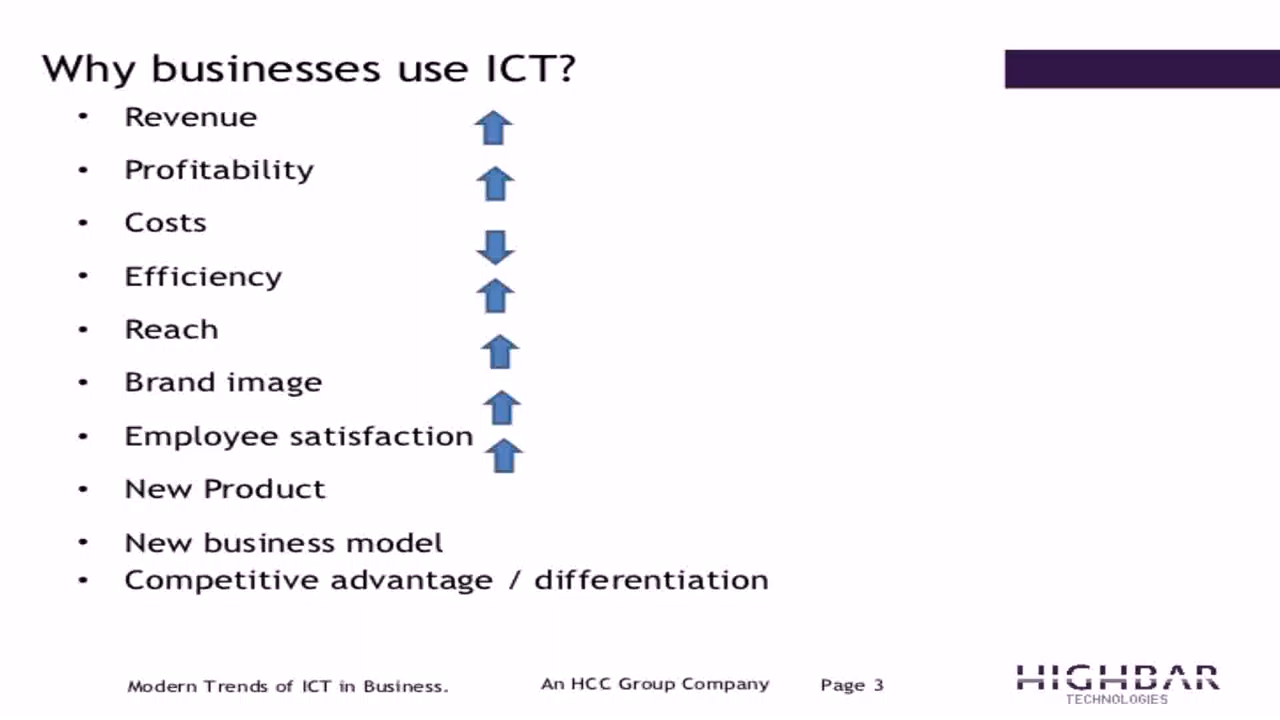 Why businesses use ICT?
• Revenue
• Profitability
• Costs
• Efficiency
• Reach
• Brand image
• Employee satisfaction
• New Product
• New business model
• Competitive advantage / differentiation
Modern Trends of ICT in Business. An HCC Group Company Page 3
HIGHBAR
TECHNOLOGIES